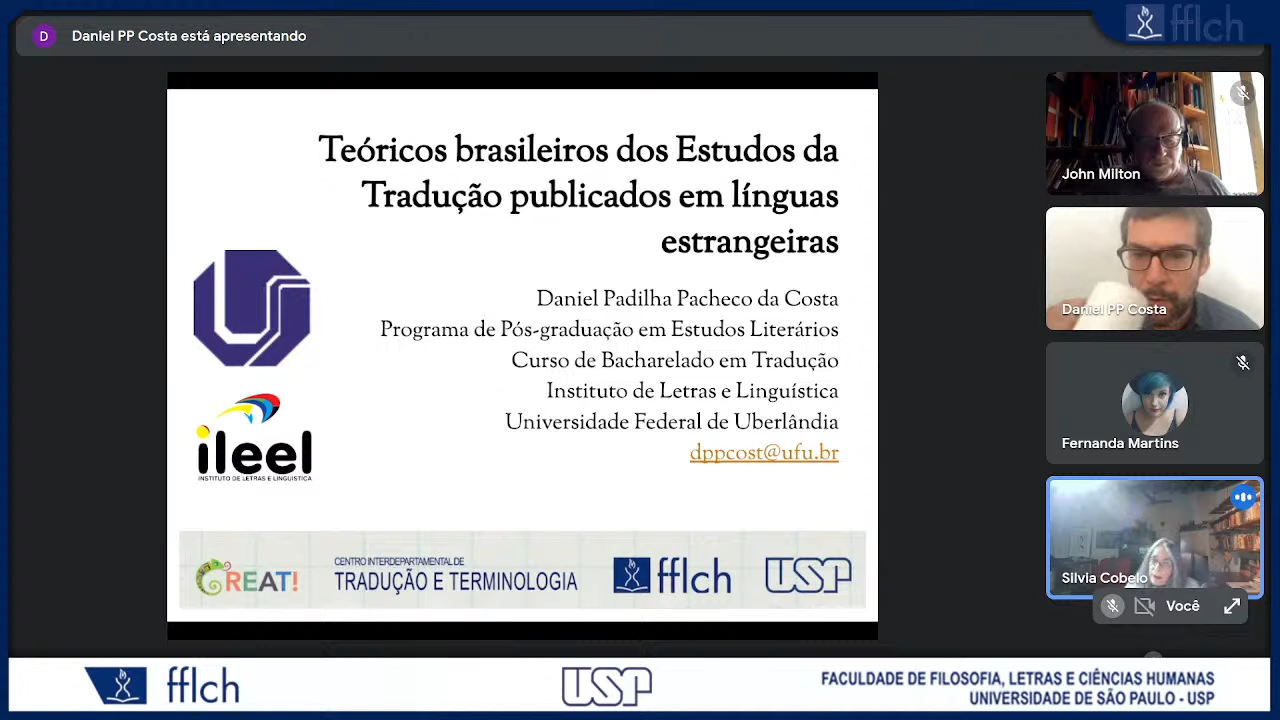 D
Daniel PP Costa está apresentando
fflch
Teóricos brasileiros dos Estudos da
Tradução publicados em línguas
estrangeiras
Daniel Padilha Pacheco da Costa
Programa de Pós-graduação em Estudos Literários
Curso de Bacharelado em Tradução
Instituto de Letras e Linguística
Universidade Federal de Uberlândia
dppcost@ufu.br
ileel
INSTITUTO DE LETRAS E LINGUÍSTICA
CREAT!
CENTRO INTERDEPARTAMENTAL DE
TRADUÇÃO E TERMINOLOGIA
fflch
USP
John Milton
Daniel PP Costa
Fernanda Martins
Silvia Cobelo
Você
fflch
USP
FACULDADE DE FILOSOFIA, LETRAS E CIÊNCIAS HUMANAS
UNIVERSIDADE DE SÃO PAULO - USP